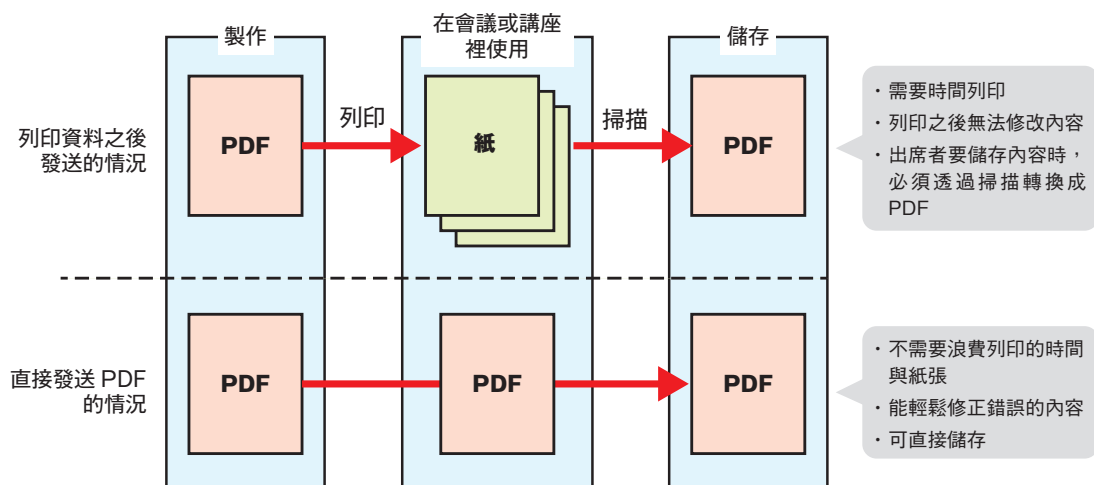 製作
在會議或講座
裡使用
儲存
列印資料之後
發送的情況
PDF
列印
紙
掃描
PDF
・需要時間列印
・列印之後無法修改內容
・出席者要儲存內容時，
必須透過掃描轉換成
PDF
直接發送 PDF
的情況
PDF
PDF
PDF
・不需要浪費列印的時間
與紙張
・能輕鬆修正錯誤的內容
・可直接儲存